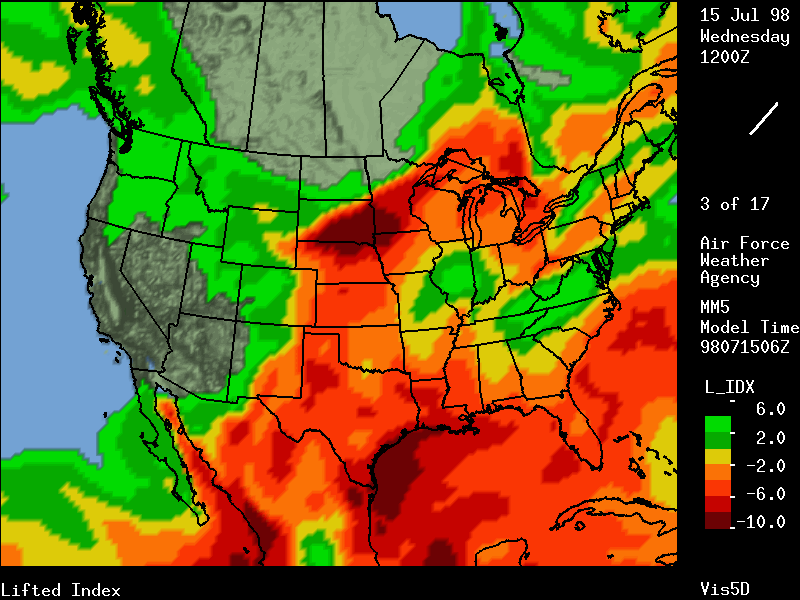 15 Jul 98
Wednesday
1200Z
3 of 17
Air Force
Weather
Agency
MM5
Model Time
98071506Z
L_IDX
6.0
2.0
-2.0
-6.0
-10.0
Lifted Index
Vis5D